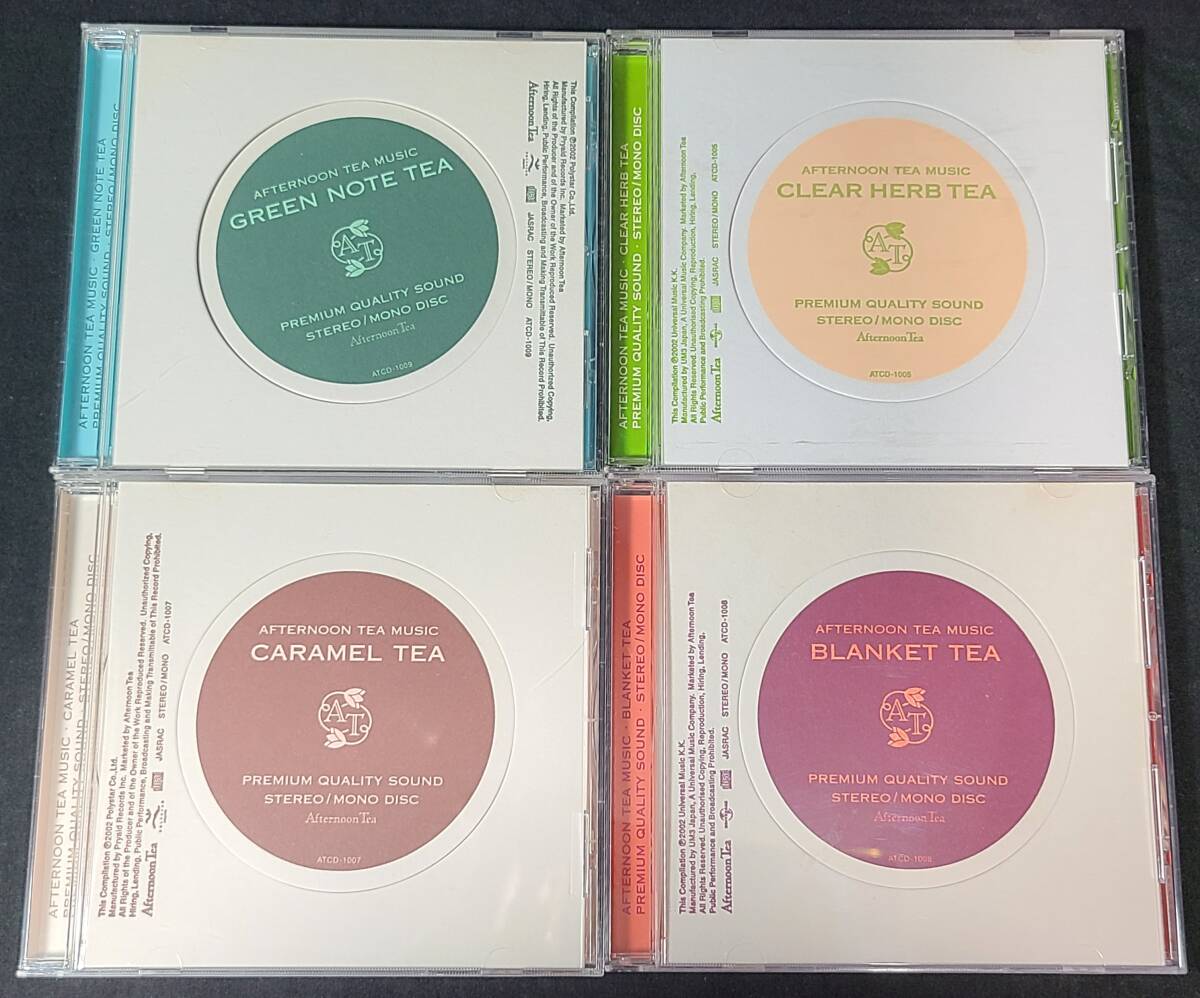 AFTERNOON TEA MUSIC · GREEN NOTE TEA
PREMIUM QUALITY SOUND · STEREO/MONO DISC
AFTERNOON TEA MUSIC
GREEN NOTE TEA
AT
PREMIUM QUALITY SOUND
STEREO/MONO DISC
Afternoon Tea
ATCD-1009
This Compilation ℗2002 Polystar Co.,Ltd.
Manufactured by Pryaid Records Inc. Marketed by Afternoon Tea
All Rights of the Producer and of the Owner of the Work Reproduced Reserved. Unauthorized Copying,
Hiring, Lending, Public Performance, Broadcasting and Making Transmittable of This Record Prohibited.
Afternoon Tea JASRAC STEREO/MONO ATCD-1009
AFTERNOON TEA MUSIC · CLEAR HERB TEA
PREMIUM QUALITY SOUND · STEREO/MONO DISC
This Compilation ℗2002 Universal Music K.K.
Manufactured by UM3 Japan, A Universal Music Company. Marketed by Afternoon Tea
All Rights Reserved. Unauthorised Copying, Reproduction, Hiring, Lending,
Public Performance and Broadcasting Prohibited.
Afternoon Tea JASRAC STEREO/MONO ATCD-1005
AFTERNOON TEA MUSIC
CLEAR HERB TEA
AT
PREMIUM QUALITY SOUND
STEREO/MONO DISC
Afternoon Tea
ATCD-1005
AFTERNOON TEA MUSIC · CARAMEL TEA
PREMIUM QUALITY SOUND · STEREO/MONO DISC
This Compilation ℗2002 Polystar Co.,Ltd.
Manufactured by Pryaid Records Inc. Marketed by Afternoon Tea
All Rights of the Producer and of the Owner of the Work Reproduced Reserved. Unauthorized Copying,
Hiring, Lending, Public Performance, Broadcasting and Making Transmittable of This Record Prohibited.
Afternoon Tea JASRAC STEREO/MONO ATCD-1007
AFTERNOON TEA MUSIC
CARAMEL TEA
AT
PREMIUM QUALITY SOUND
STEREO/MONO DISC
Afternoon Tea
ATCD-1007
AFTERNOON TEA MUSIC · BLANKET TEA
PREMIUM QUALITY SOUND · STEREO/MONO DISC
This Compilation ℗2002 Universal Music K.K.
Manufactured by UM3 Japan, A Universal Music Company. Marketed by Afternoon Tea
All Rights Reserved. Unauthorised Copying, Reproduction, Hiring, Lending,
Public Performance and Broadcasting Prohibited.
Afternoon Tea JASRAC STEREO/MONO ATCD-1008
AFTERNOON TEA MUSIC
BLANKET TEA
AT
PREMIUM QUALITY SOUND
STEREO/MONO DISC
Afternoon Tea
ATCD-1008